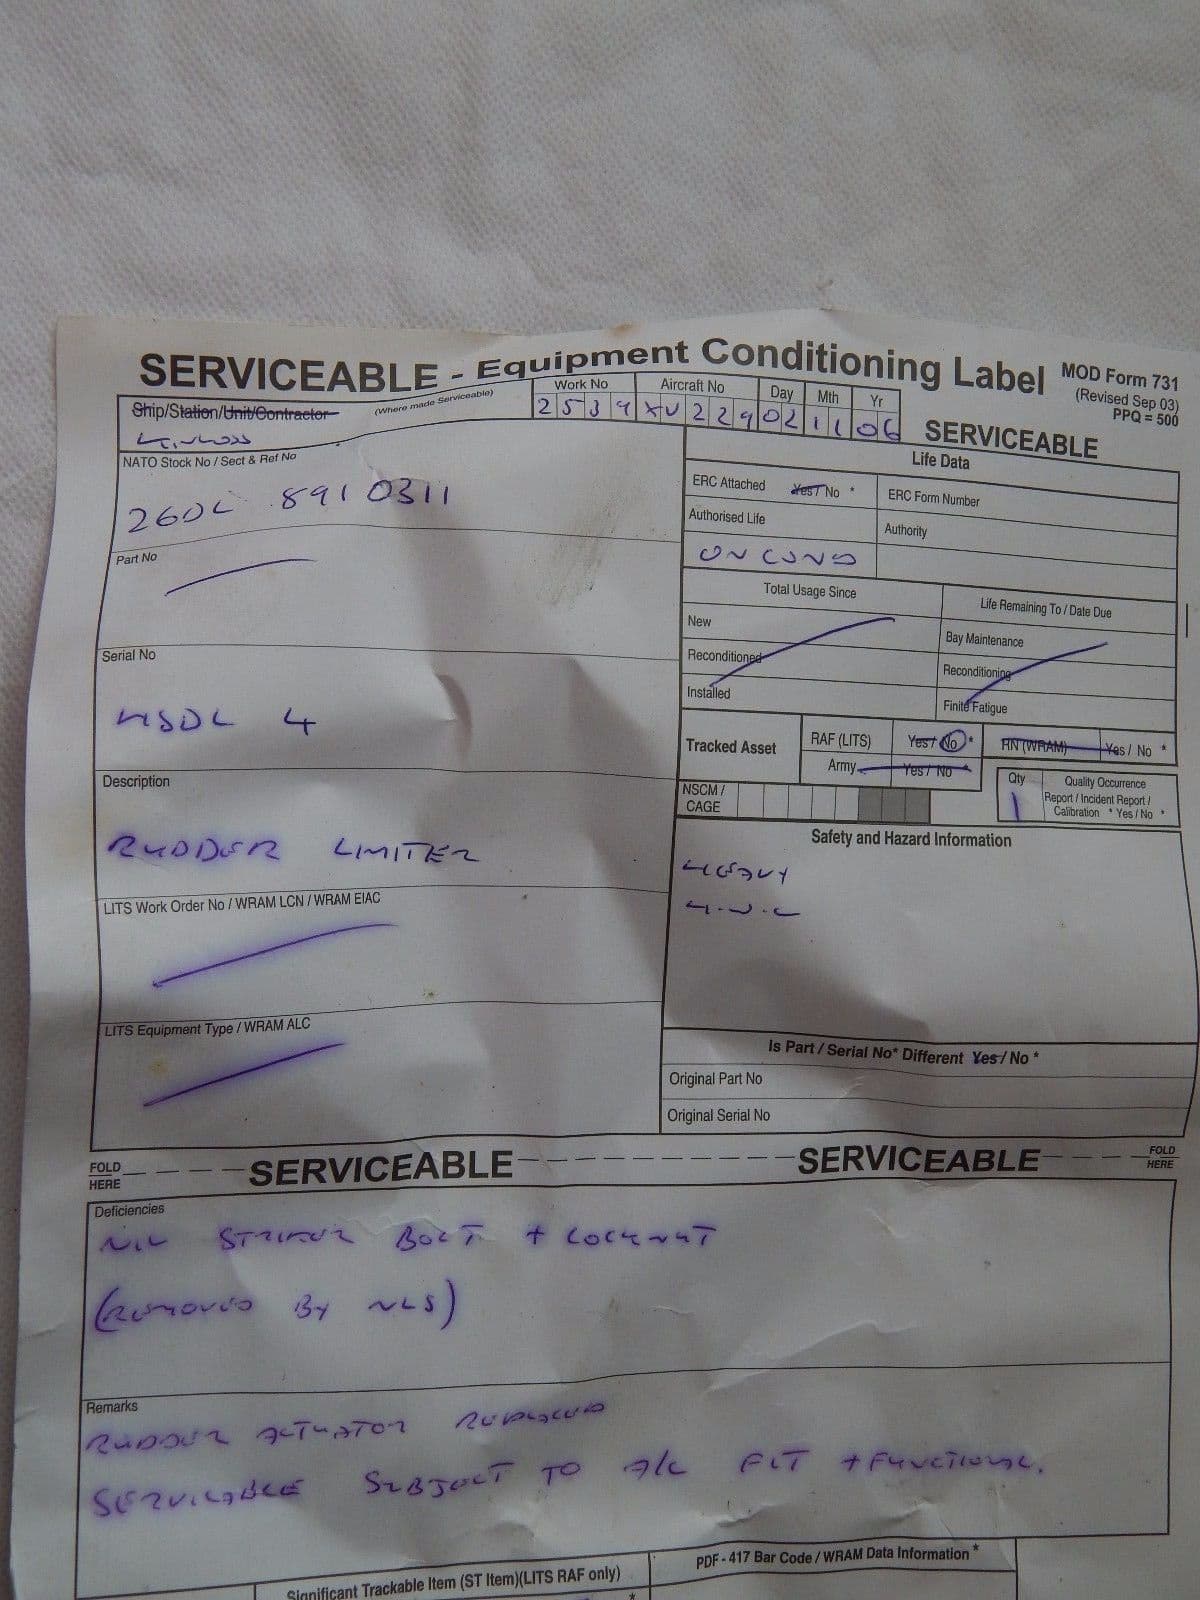 SERVICEABLE - Equipment Conditioning Label
MOD Form 731
(Revised Sep 03)
PPQ = 500
Ship/Station/Unit/Contractor
(Where made Serviceable)
Kinloss
Work No
2539
Aircraft No
XV229
Day Mth Yr
02 11 06
SERVICEABLE
NATO Stock No / Sect & Ref No
26DL 8910311
Part No
Serial No
HSDL 4
Description
RUDDER LIMITER
LITS Work Order No / WRAM LCN / WRAM EIAC
LITS Equipment Type / WRAM ALC
Life Data
ERC Attached Yes / No *
ERC Form Number
Authorised Life
Authority
ON COND
Total Usage Since
Life Remaining To / Date Due
New
Bay Maintenance
Reconditioned
Reconditioning
Installed
Finite Fatigue
Tracked Asset
RAF (LITS) Yes / No *
RN (WRAM) Yes / No *
Army Yes / No *
NSCM /
CAGE
Qty
1
Quality Occurrence
Report / Incident Report /
Calibration * Yes / No *
Safety and Hazard Information
HEAVY
H.W.C
Is Part / Serial No* Different Yes / No *
Original Part No
Original Serial No
FOLD
HERE
SERVICEABLE
SERVICEABLE
FOLD
HERE
Deficiencies
NIL STRIKER BOLT + LOCKNUT
(REMOVED BY NLS)
Remarks
RUDDER ACTUATOR REPLACED
SERVICABLE SUBJECT TO A/C FIT + FUNCTIONAL.
Significant Trackable Item (ST Item)(LITS RAF only)
PDF - 417 Bar Code / WRAM Data Information *
*